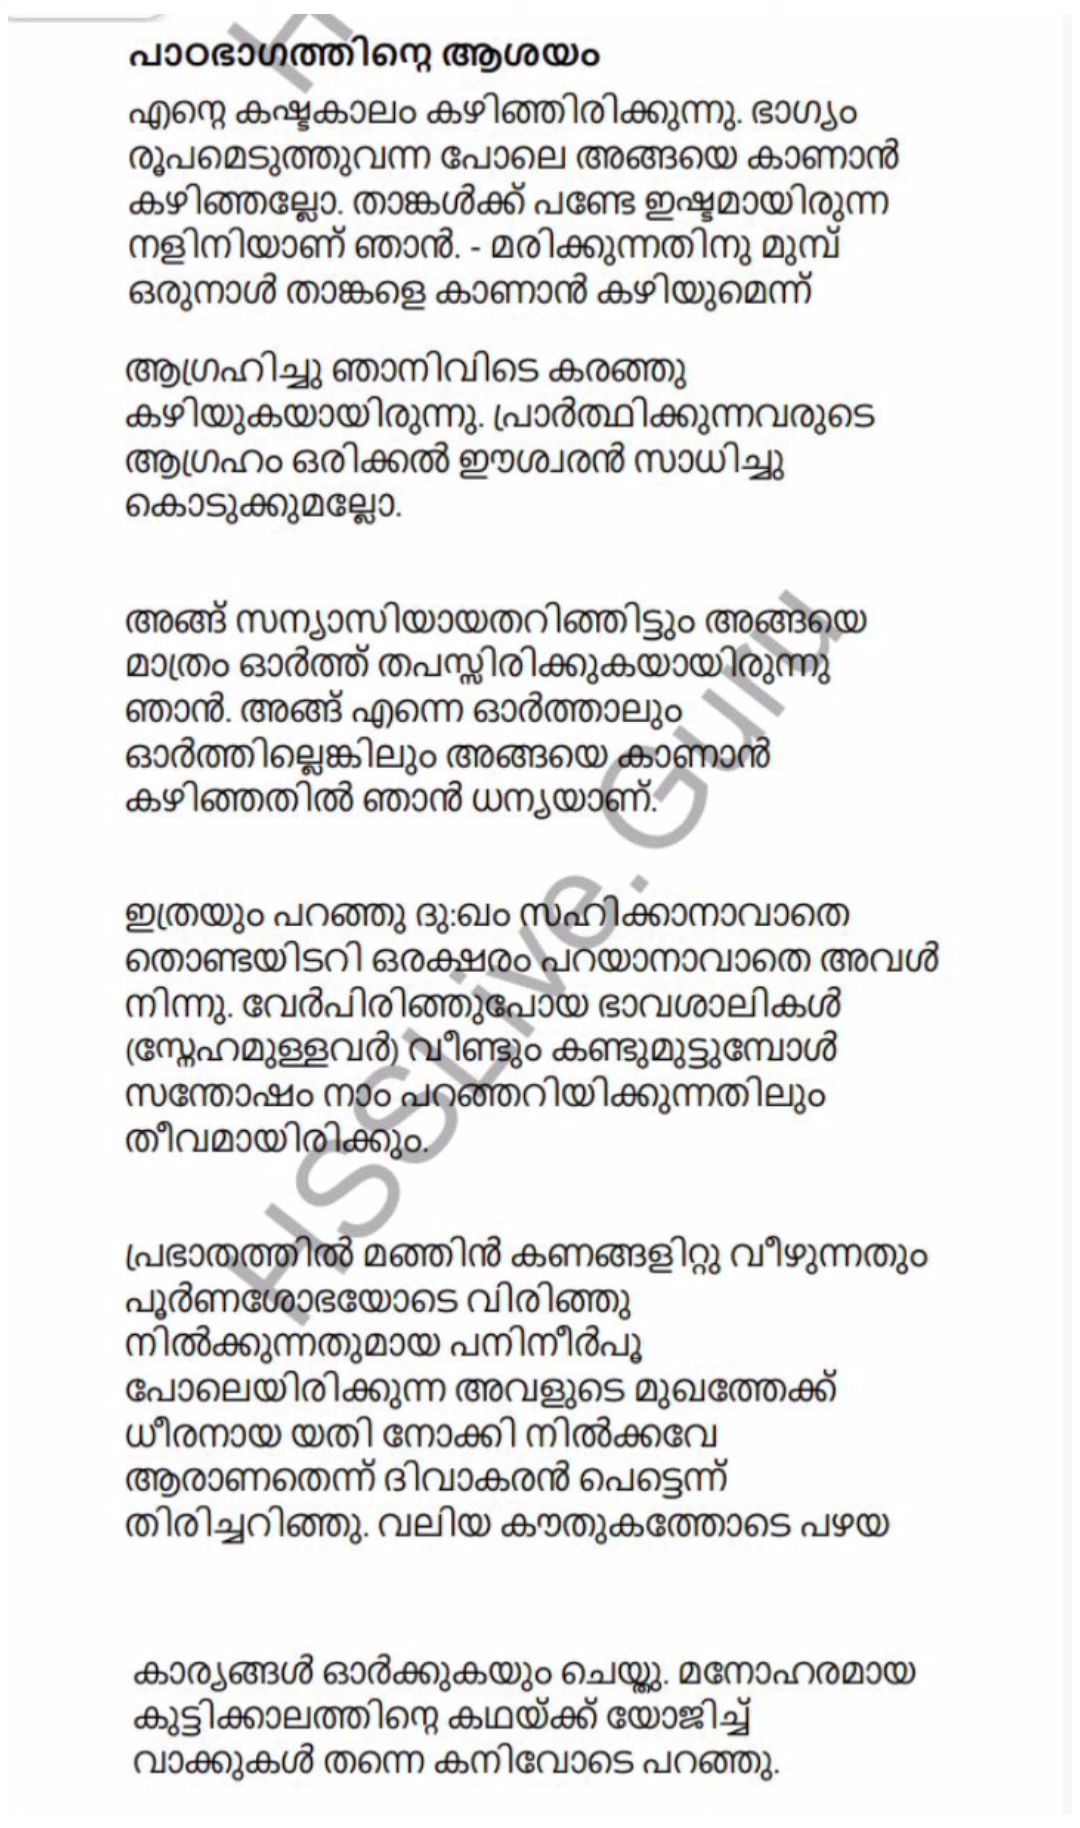 പാഠഭാഗത്തിന്റെ ആശയം
എന്റെ കഷ്ടകാലം കഴിഞ്ഞിരിക്കുന്നു. ഭാഗ്യം
രൂപമെടുത്തുവന്ന പോലെ അങ്ങയെ കാണാൻ
കഴിഞ്ഞല്ലോ. താങ്കൾക്ക് പണ്ടേ ഇഷ്ടമായിരുന്ന
നളിനിയാണ് ഞാൻ. - മരിക്കുന്നതിനു മുമ്പ്
ഒരുനാൾ താങ്കളെ കാണാൻ കഴിയുമെന്ന്
ആഗ്രഹിച്ചു ഞാനിവിടെ കരഞ്ഞു
കഴിയുകയായിരുന്നു. പ്രാർത്ഥിക്കുന്നവരുടെ
ആഗ്രഹം ഒരിക്കൽ ഈശ്വരൻ സാധിച്ചു
കൊടുക്കുമല്ലോ.
അങ്ങ് സന്യാസിയായതറിഞ്ഞിട്ടും അങ്ങയെ
മാത്രം ഓർത്ത് തപസ്സിരിക്കുകയായിരുന്നു
ഞാൻ. അങ്ങ് എന്നെ ഓർത്താലും
ഓർത്തില്ലെങ്കിലും അങ്ങയെ കാണാൻ
കഴിഞ്ഞതിൽ ഞാൻ ധന്യയാണ്.
ഇത്രയും പറഞ്ഞു ദു:ഖം സഹിക്കാനാവാതെ
തൊണ്ടയിടറി ഒരക്ഷരം പറയാനാവാതെ അവൾ
നിന്നു. വേർപിരിഞ്ഞുപോയ ഭാവശാലികൾ
(സ്നേഹമുള്ളവർ) വീണ്ടും കണ്ടുമുട്ടുമ്പോൾ
സന്തോഷം നാം പറഞ്ഞറിയിക്കുന്നതിലും
തീവമായിരിക്കും.
പ്രഭാതത്തിൽ മഞ്ഞിൻ കണങ്ങളിറ്റു വീഴുന്നതും
പൂർണശോഭയോടെ വിരിഞ്ഞു
നിൽക്കുന്നതുമായ പനിനീർപൂ
പോലെയിരിക്കുന്ന അവളുടെ മുഖത്തേക്ക്
ധീരനായ യതി നോക്കി നിൽക്കവേ
ആരാണതെന്ന് ദിവാകരൻ പെട്ടെന്ന്
തിരിച്ചറിഞ്ഞു. വലിയ കൗതുകത്തോടെ പഴയ
കാര്യങ്ങൾ ഓർക്കുകയും ചെയ്തു. മനോഹരമായ
കുട്ടിക്കാലത്തിന്റെ കഥയ്ക്ക് യോജിച്ച്
വാക്കുകൾ തന്നെ കനിവോടെ പറഞ്ഞു.
HSSLive.Guru